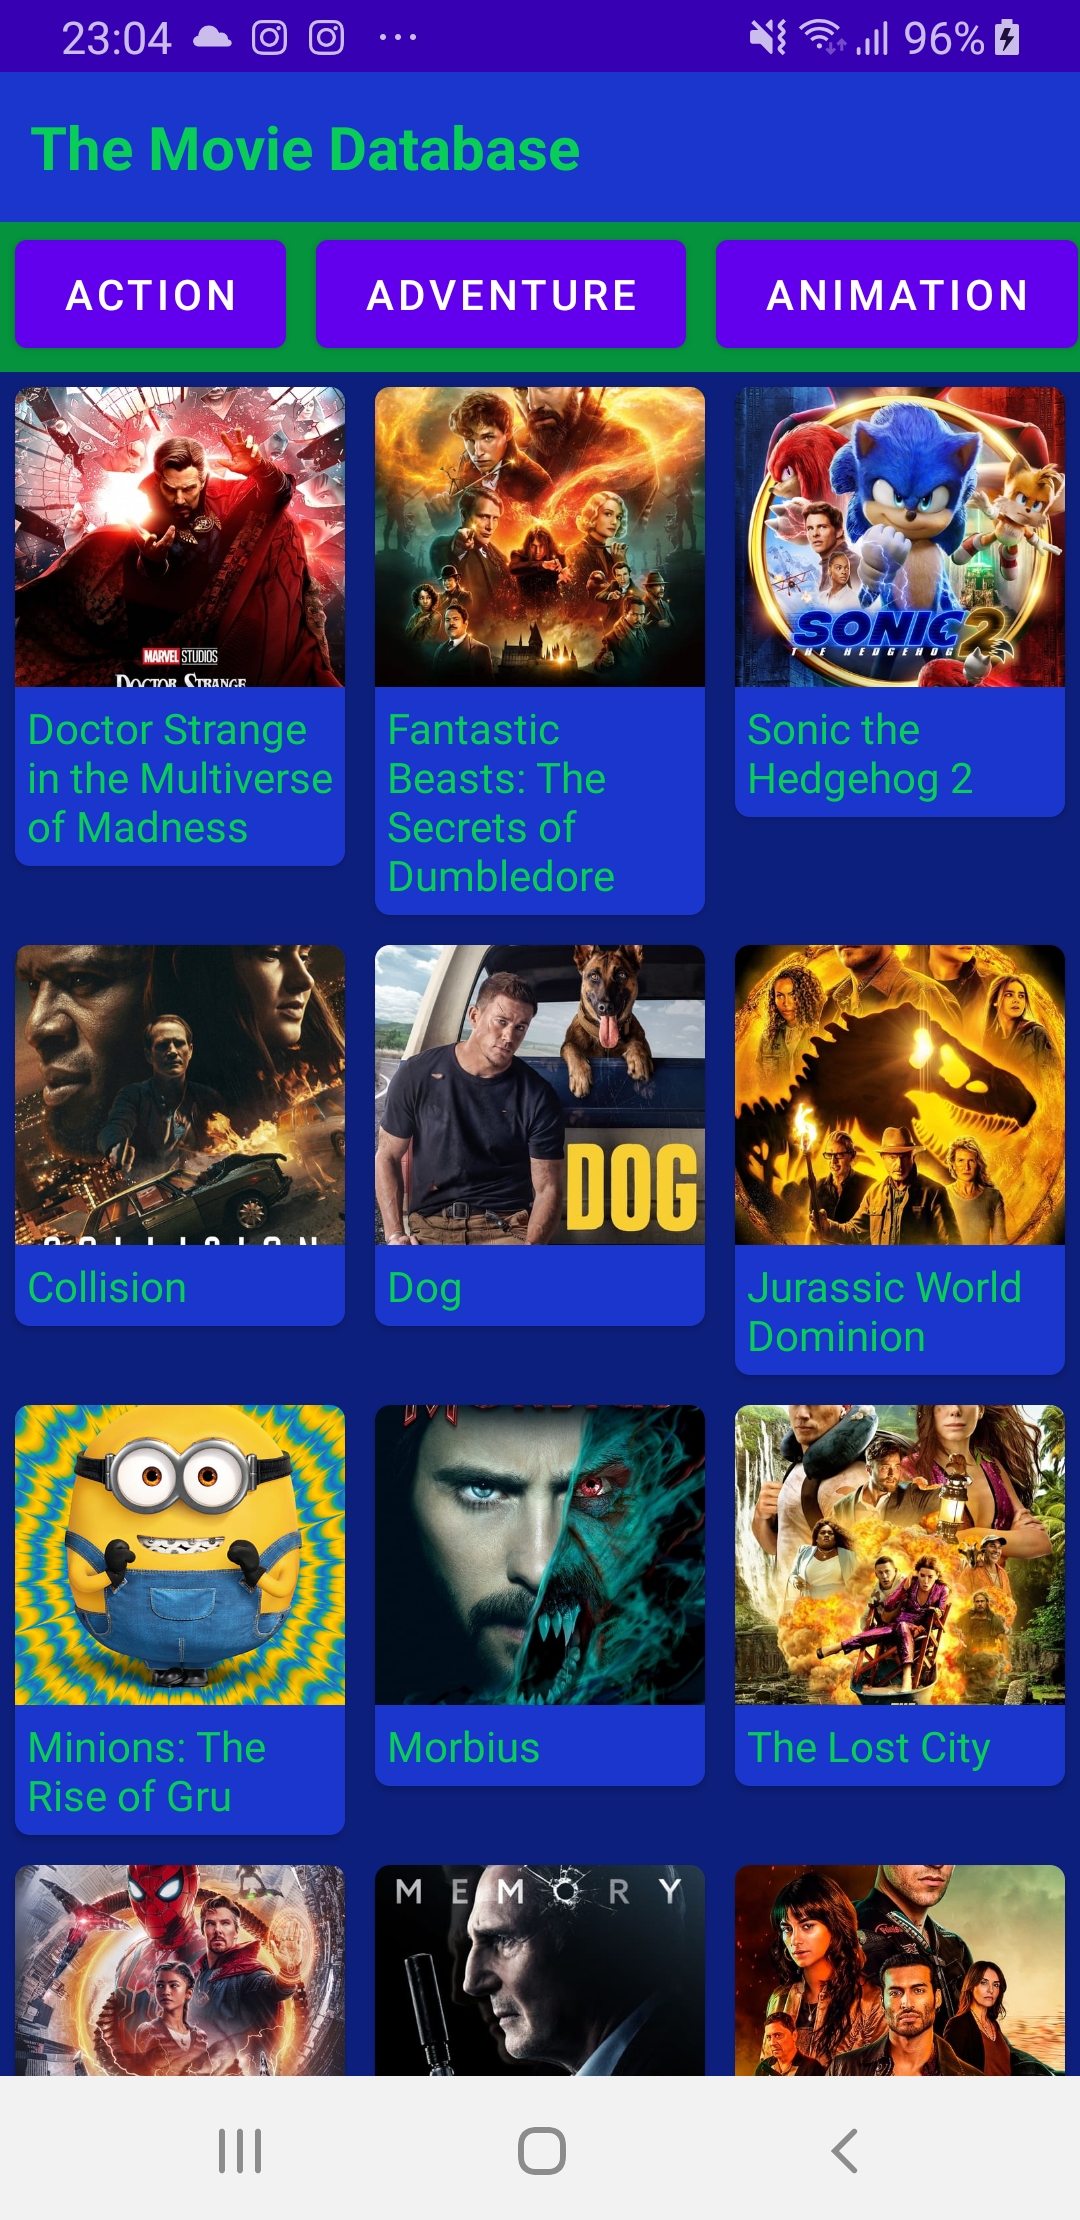 23:04
96%
The Movie Database
ACTION ADVENTURE ANIMATION
MARVEL STUDIOS
DOCTOR STRANGE
SONIC 2
THE HEDGEHOG
Doctor Strange
in the Multiverse
of Madness
Fantastic
Beasts: The
Secrets of
Dumbledore
Sonic the
Hedgehog 2
COLLISION
DOG
Collision
Dog
Jurassic World
Dominion
MORBIUS
Minions: The
Rise of Gru
Morbius
The Lost City
MEMORY